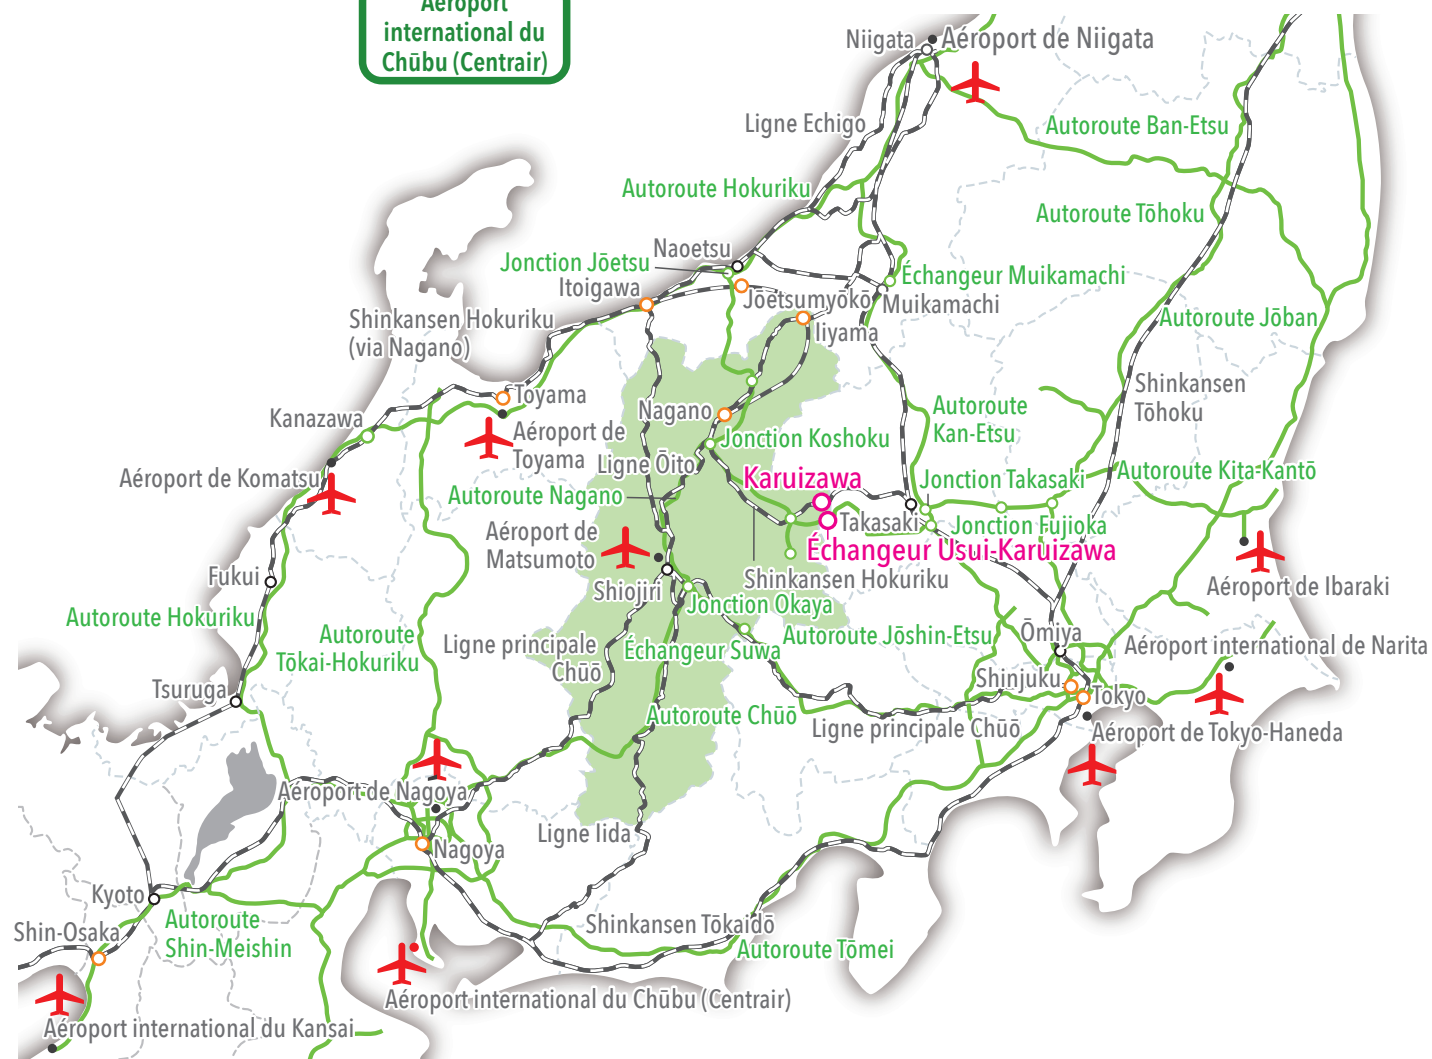 Aéroport
international du
Chūbu (Centrair)
Niigata
Aéroport de Niigata
Ligne Echigo
Autoroute Ban-Etsu
Autoroute Hokuriku
Autoroute Tōhoku
Naoetsu
Jonction Jōetsu
Itoigawa
Échangeur Muikamachi
Jōetsumyōkō
Muikamachi
Shinkansen Hokuriku
(via Nagano)
Iiyama
Autoroute Jōban
Toyama
Shinkansen
Tōhoku
Kanazawa
Nagano
Autoroute
Kan-Etsu
Aéroport de
Toyama
Jonction Koshoku
Ligne Ōito
Aéroport de Komatsu
Karuizawa
Jonction Takasaki
Autoroute Kita-Kantō
Autoroute Nagano
Takasaki
Jonction Fujioka
Aéroport de
Matsumoto
Échangeur Usui-Karuizawa
Fukui
Shiojiri
Shinkansen Hokuriku
Aéroport de Ibaraki
Jonction Okaya
Autoroute Hokuriku
Autoroute
Tōkai-Hokuriku
Ligne principale
Chūō
Échangeur Suwa
Autoroute Jōshin-Etsu
Ōmiya
Aéroport international de Narita
Tsuruga
Shinjuku
Tokyo
Autoroute Chūō
Ligne principale Chūō
Aéroport de Tokyo-Haneda
Aéroport de Nagoya
Ligne Iida
Nagoya
Kyoto
Autoroute
Shin-Meishin
Shin-Osaka
Shinkansen Tōkaidō
Autoroute Tōmei
Aéroport international du Chūbu (Centrair)
Aéroport international du Kansai